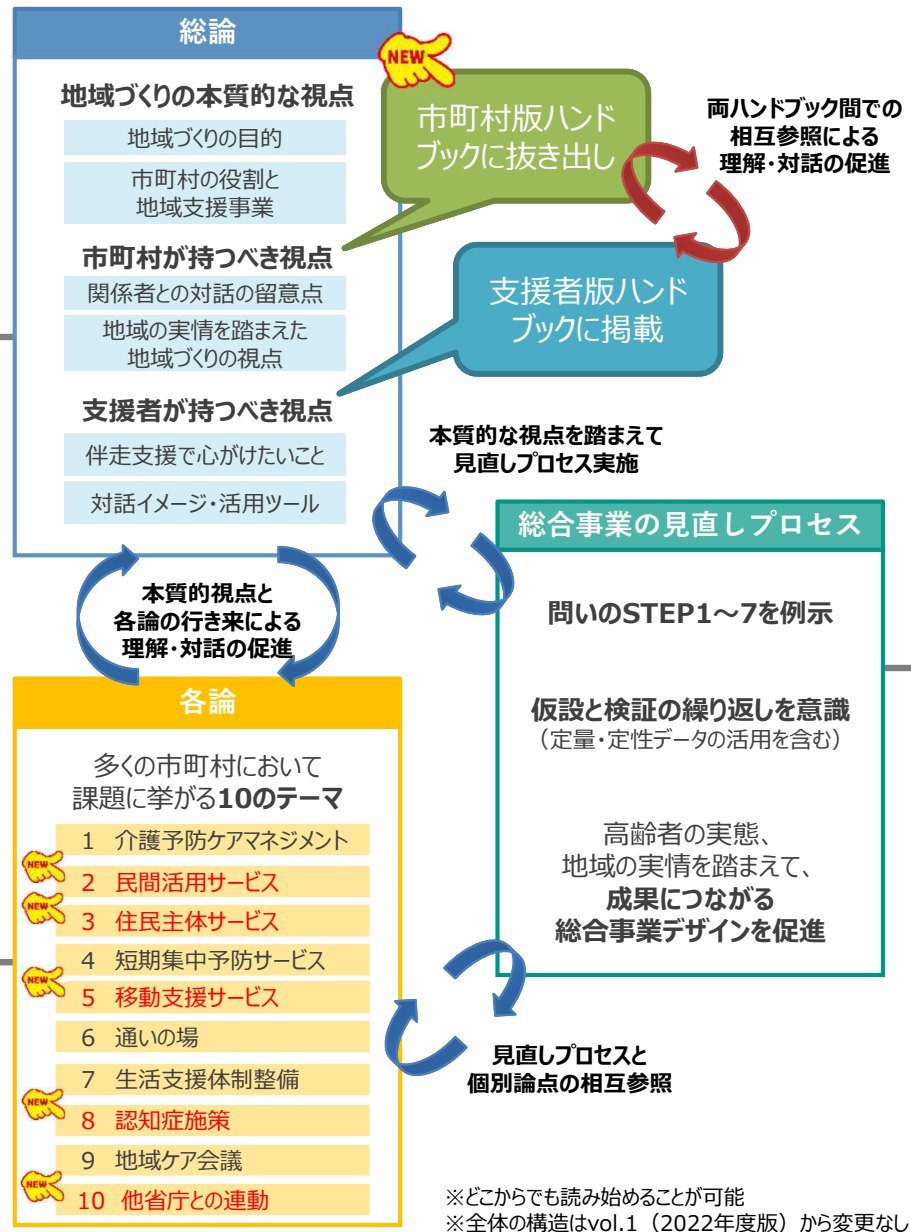 総論
地域づくりの本質的な視点
地域づくりの目的
市町村の役割と
地域支援事業
市町村が持つべき視点
関係者との対話の留意点
地域の実情を踏まえた
地域づくりの視点
支援者が持つべき視点
伴走支援で心がけたいこと
対話イメージ・活用ツール
NEW
市町村版ハンド
ブックに抜き出し
両ハンドブック間での
相互参照による
理解・対話の促進
支援者版ハンド
ブックに掲載
本質的な視点を踏まえて
見直しプロセス実施
本質的視点と
各論の行き来による
理解・対話の促進
総合事業の見直しプロセス
問いのSTEP1～7を例示
仮設と検証の繰り返しを意識
（定量・定性データの活用を含む）
高齢者の実態、
地域の実情を踏まえて、
成果につながる
総合事業デザインを促進
各論
多くの市町村において
課題に挙がる10のテーマ
1 介護予防ケアマネジメント
NEW
2 民間活用サービス
NEW
3 住民主体サービス
4 短期集中予防サービス
NEW
5 移動支援サービス
6 通いの場
7 生活支援体制整備
NEW
8 認知症施策
9 地域ケア会議
NEW
10 他省庁との連動
見直しプロセスと
個別論点の相互参照
※どこからでも読み始めることが可能
※全体の構造はvol.1（2022年度版）から変更なし